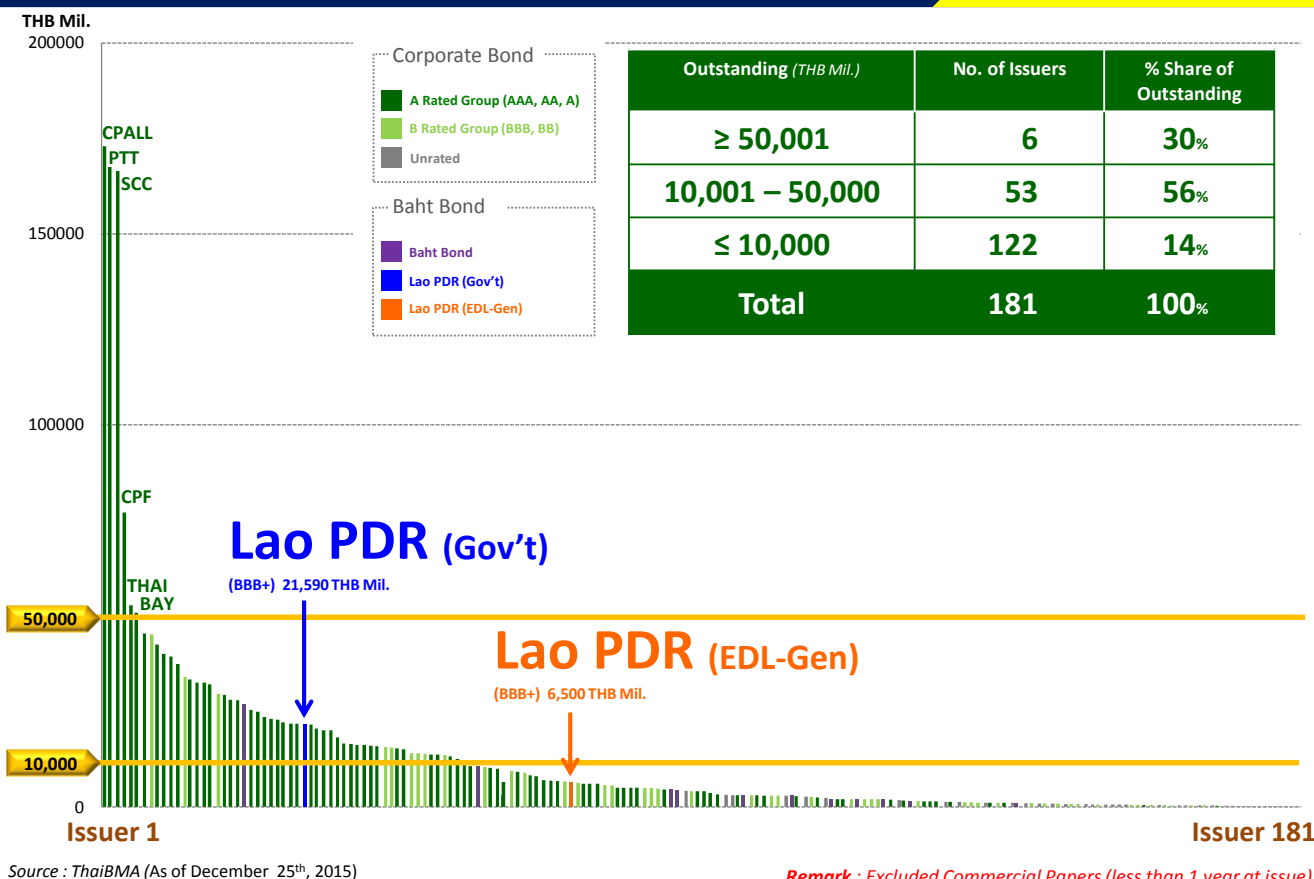 THB Mil.
200000
150000
100000
50,000
10,000
0
CPALL
PTT
SCC
CPF
THAI
BAY
Corporate Bond
A Rated Group (AAA, AA, A)
B Rated Group (BBB, BB)
Unrated
Baht Bond
Baht Bond
Lao PDR (Gov't)
Lao PDR (EDL-Gen)
Outstanding (THB Mil.) No. of Issuers % Share of
Outstanding
≥ 50,001 6 30%
10,001 – 50,000 53 56%
≤ 10,000 122 14%
Total 181 100%
Lao PDR (Gov't)
(BBB+) 21,590 THB Mil.
Lao PDR (EDL-Gen)
(BBB+) 6,500 THB Mil.
Issuer 1 Issuer 181
Source : ThaiBMA (As of December 25th, 2015)
Remark : Excluded Commercial Papers (less than 1 year at issue)